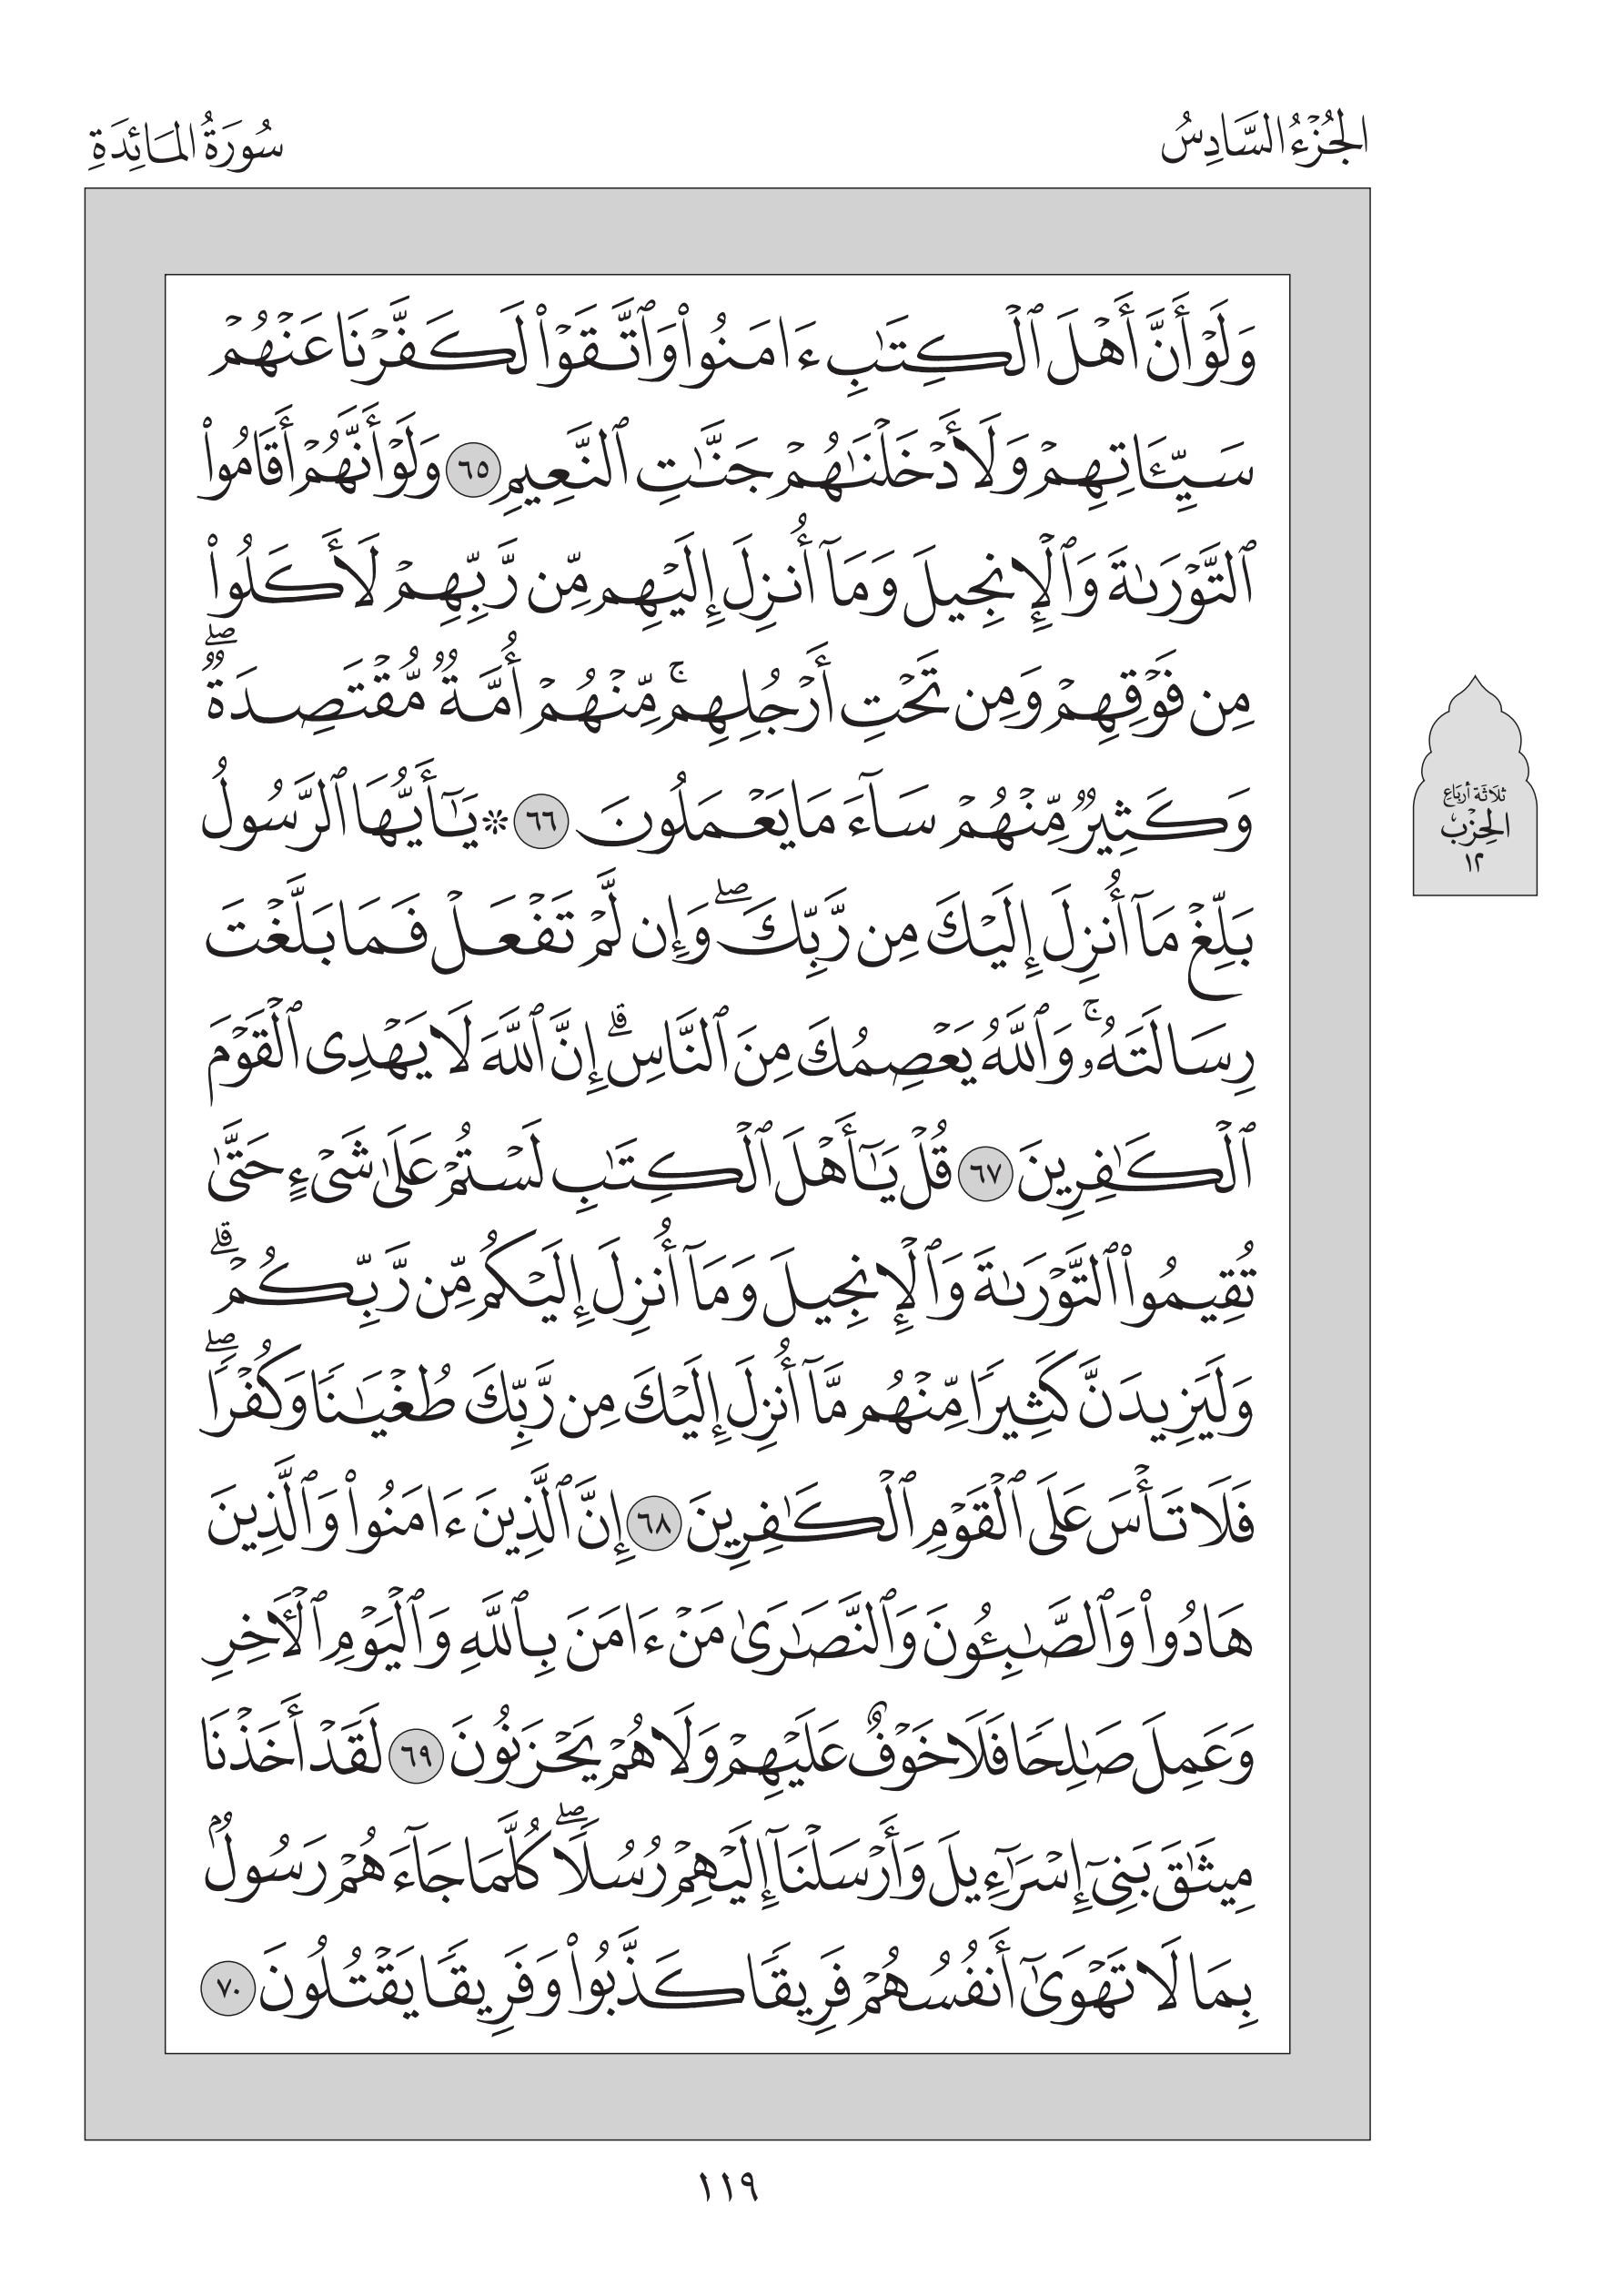 الجُزْءُ السَّادِسُ
سُورَةُ المَائِدَةِ
وَلَوْ أَنَّ أَهْلَ ٱلْكِتَٰبِ ءَامَنُوا۟ وَٱتَّقَوْا۟ لَكَفَّرْنَا عَنْهُمْ
سَيِّـَٔاتِهِمْ وَلَأَدْخَلْنَٰهُمْ جَنَّٰتِ ٱلنَّعِيمِ ٦٥ وَلَوْ أَنَّهُمْ أَقَامُوا۟
ٱلتَّوْرَىٰةَ وَٱلْإِنجِيلَ وَمَآ أُنزِلَ إِلَيْهِم مِّن رَّبِّهِمْ لَأَكَلُوا۟
مِن فَوْقِهِمْ وَمِن تَحْتِ أَرْجُلِهِمۚ مِّنْهُمْ أُمَّةٌ مُّقْتَصِدَةٌۖ
وَكَثِيرٌ مِّنْهُمْ سَآءَ مَا يَعْمَلُونَ ٦٦ ۞ يَٰٓأَيُّهَا ٱلرَّسُولُ
بَلِّغْ مَآ أُنزِلَ إِلَيْكَ مِن رَّبِّكَۖ وَإِن لَّمْ تَفْعَلْ فَمَا بَلَّغْتَ
رِسَالَتَهُۥۚ وَٱللَّهُ يَعْصِمُكَ مِنَ ٱلنَّاسِۗ إِنَّ ٱللَّهَ لَا يَهْدِى ٱلْقَوْمَ
ٱلْكَٰفِرِينَ ٦٧ قُلْ يَٰٓأَهْلَ ٱلْكِتَٰبِ لَسْتُمْ عَلَىٰ شَىْءٍ حَتَّىٰ
تُقِيمُوا۟ ٱلتَّوْرَىٰةَ وَٱلْإِنجِيلَ وَمَآ أُنزِلَ إِلَيْكُم مِّن رَّبِّكُمْۗ
وَلَيَزِيدَنَّ كَثِيرًا مِّنْهُم مَّآ أُنزِلَ إِلَيْكَ مِن رَّبِّكَ طُغْيَٰنًا وَكُفْرًاۖ
فَلَا تَأْسَ عَلَى ٱلْقَوْمِ ٱلْكَٰفِرِينَ ٦٨ إِنَّ ٱلَّذِينَ ءَامَنُوا۟ وَٱلَّذِينَ
هَادُوا۟ وَٱلصَّٰبِـُٔونَ وَٱلنَّصَٰرَىٰ مَنْ ءَامَنَ بِٱللَّهِ وَٱلْيَوْمِ ٱلْـَٔاخِرِ
وَعَمِلَ صَٰلِحًا فَلَا خَوْفٌ عَلَيْهِمْ وَلَا هُمْ يَحْزَنُونَ ٦٩ لَقَدْ أَخَذْنَا
مِيثَٰقَ بَنِىٓ إِسْرَٰٓءِيلَ وَأَرْسَلْنَآ إِلَيْهِمْ رُسُلًاۖ كُلَّمَا جَآءَهُمْ رَسُولٌۢ
بِمَا لَا تَهْوَىٰٓ أَنفُسُهُمْ فَرِيقًا كَذَّبُوا۟ وَفَرِيقًا يَقْتُلُونَ ٧٠
ثَلَاثَةُ أَرْبَاعِ
الحِزْبِ
١٢
١١٩